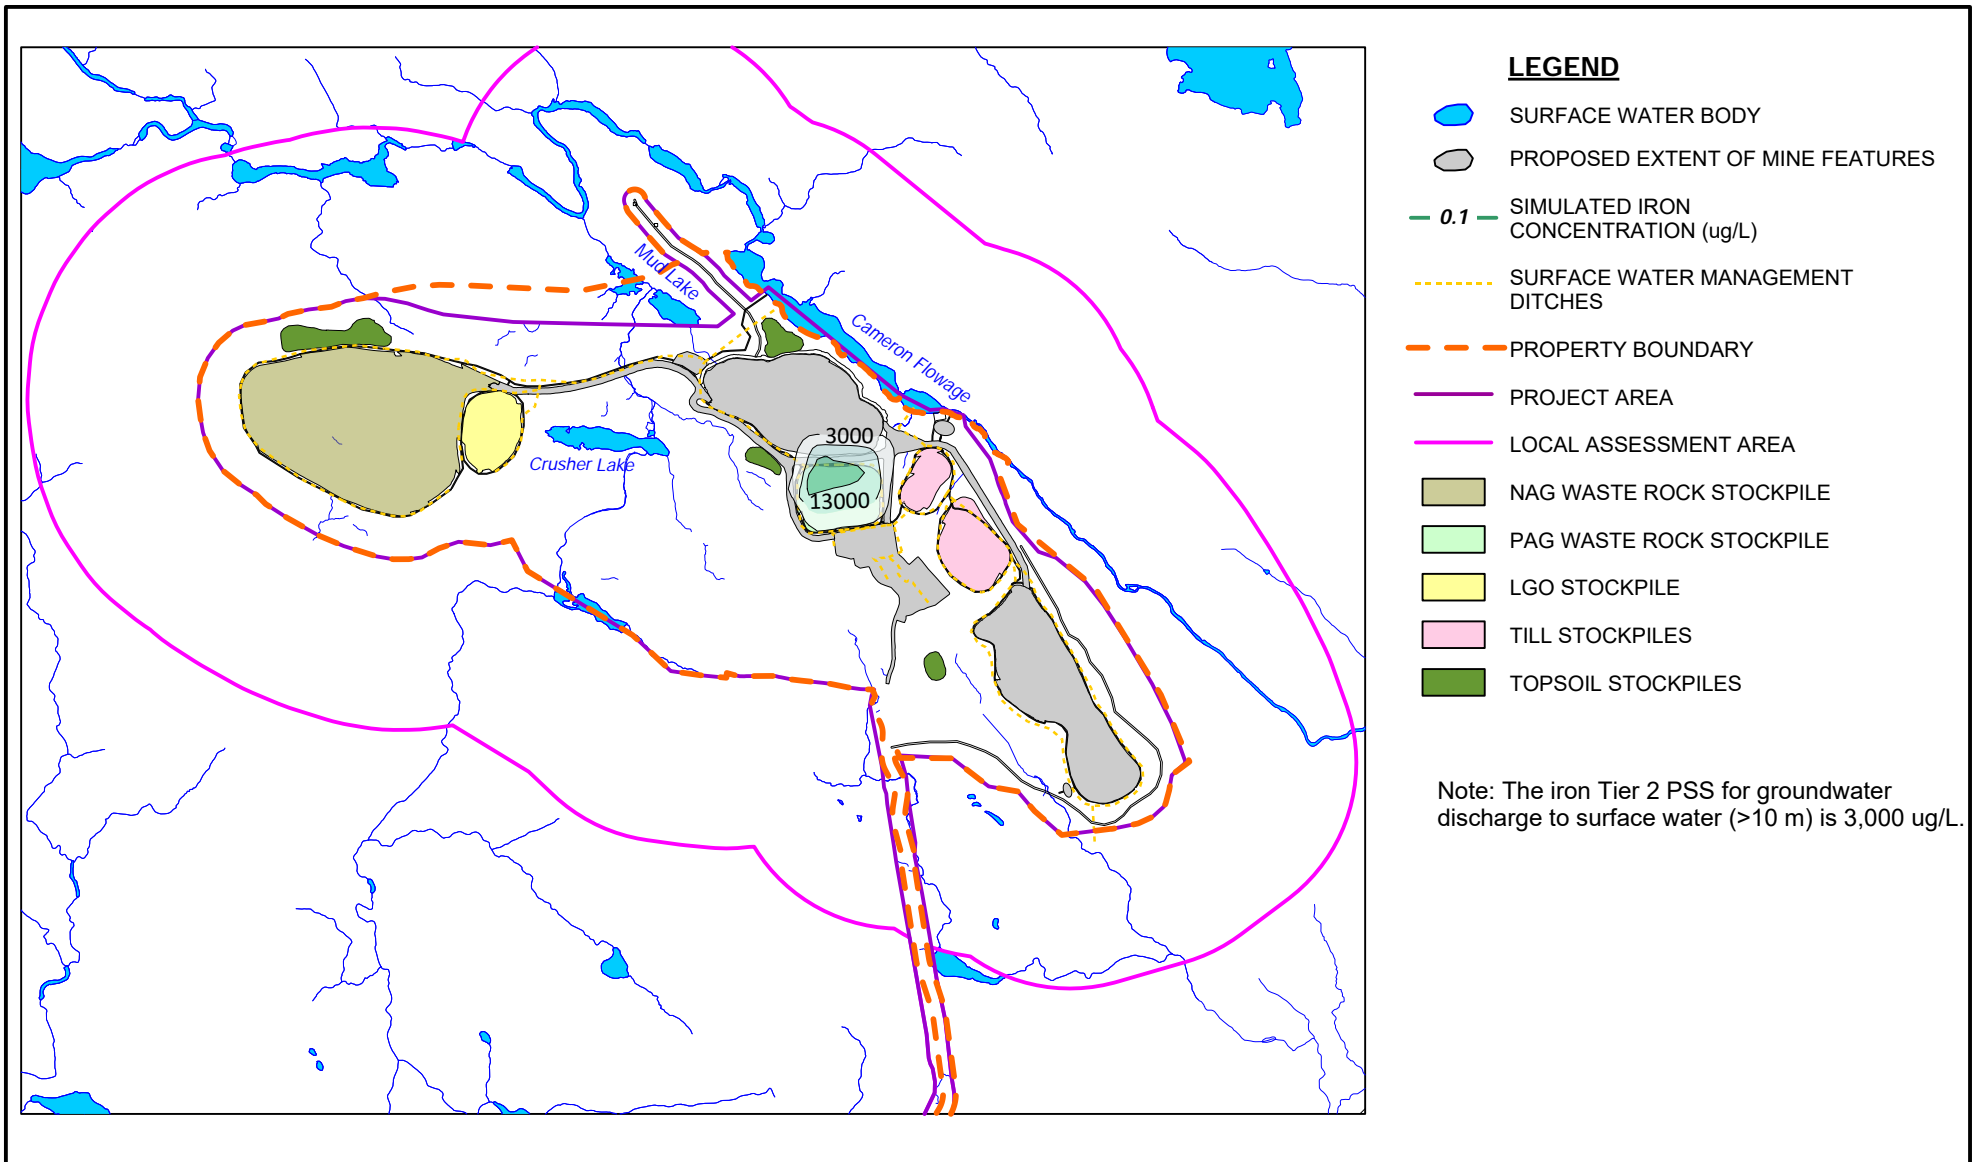 LEGEND
SURFACE WATER BODY
PROPOSED EXTENT OF MINE FEATURES
0.1
SIMULATED IRON
CONCENTRATION (ug/L)
SURFACE WATER MANAGEMENT
DITCHES
PROPERTY BOUNDARY
PROJECT AREA
LOCAL ASSESSMENT AREA
NAG WASTE ROCK STOCKPILE
PAG WASTE ROCK STOCKPILE
LGO STOCKPILE
TILL STOCKPILES
TOPSOIL STOCKPILES
Note: The iron Tier 2 PSS for groundwater
discharge to surface water (>10 m) is 3,000 ug/L.
Mud Lake
Cameron Flowage
Crusher Lake
3000
13000